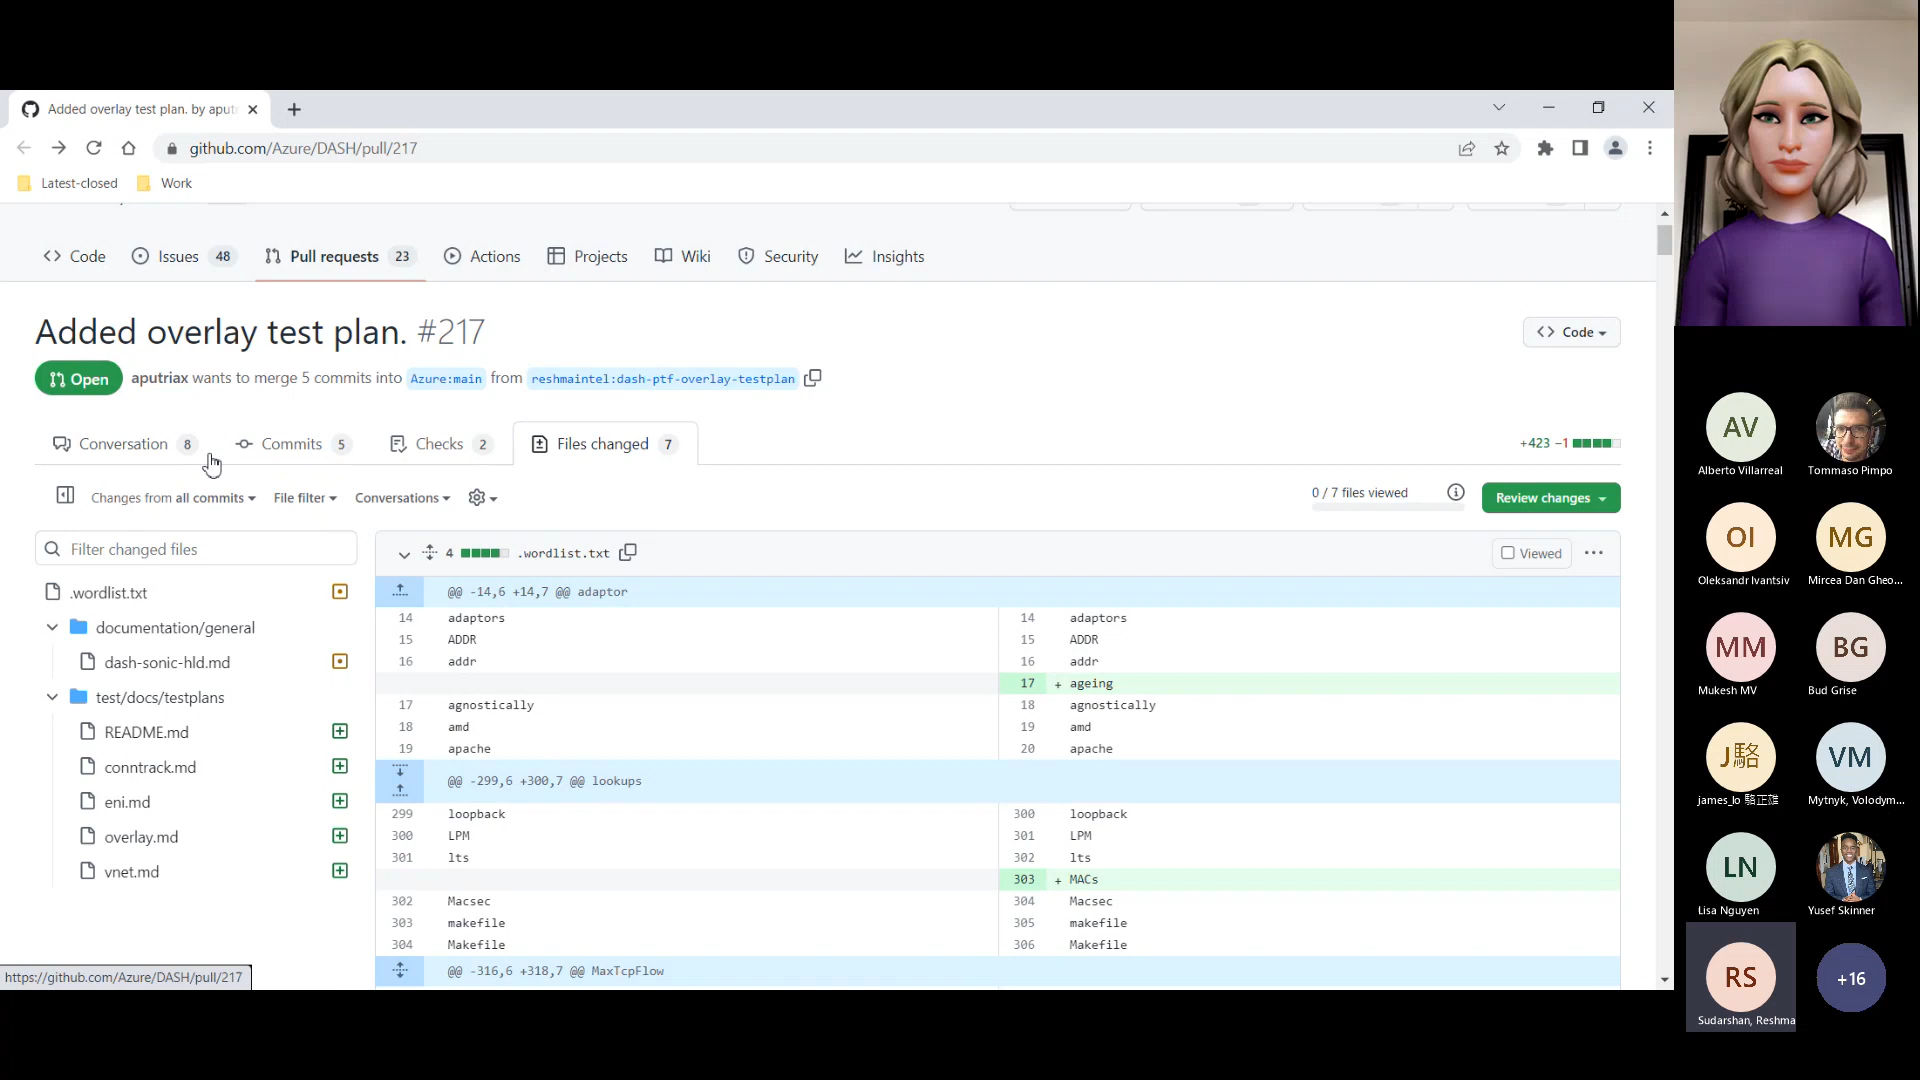 Added overlay test plan. by aput
github.com/Azure/DASH/pull/217
Latest-closed
Work
Code
Issues 48
Pull requests 23
Actions
Projects
Wiki
Security
Insights
Added overlay test plan. #217
Code
Open
aputriax wants to merge 5 commits into Azure:main from reshmaintel:dash-ptf-overlay-testplan
Conversation 8
Commits 5
Checks 2
Files changed 7
+423 −1
Changes from all commits
File filter
Conversations
0 / 7 files viewed
Review changes
Filter changed files
.wordlist.txt
documentation/general
dash-sonic-hld.md
test/docs/testplans
README.md
conntrack.md
eni.md
overlay.md
vnet.md
4 .wordlist.txt
Viewed
@@ -14,6 +14,7 @@ adaptor
14 adaptors 14 adaptors
15 ADDR 15 ADDR
16 addr 16 addr
17 + ageing
17 agnostically 18 agnostically
18 amd 19 amd
19 apache 20 apache
@@ -299,6 +300,7 @@ lookups
299 loopback 300 loopback
300 LPM 301 LPM
301 lts 302 lts
303 + MACs
302 Macsec 304 Macsec
303 makefile 305 makefile
304 Makefile 306 Makefile
@@ -316,6 +318,7 @@ MaxTcpFlow
https://github.com/Azure/DASH/pull/217
AV
Alberto Villarreal
Tommaso Pimpo
OI
Oleksandr Ivantsiv
MG
Mircea Dan Gheo...
MM
Mukesh MV
BG
Bud Grise
J駱
james_lo 駱正雄
VM
Mytnyk, Volodym...
LN
Lisa Nguyen
Yusef Skinner
RS
Sudarshan, Reshma
+16